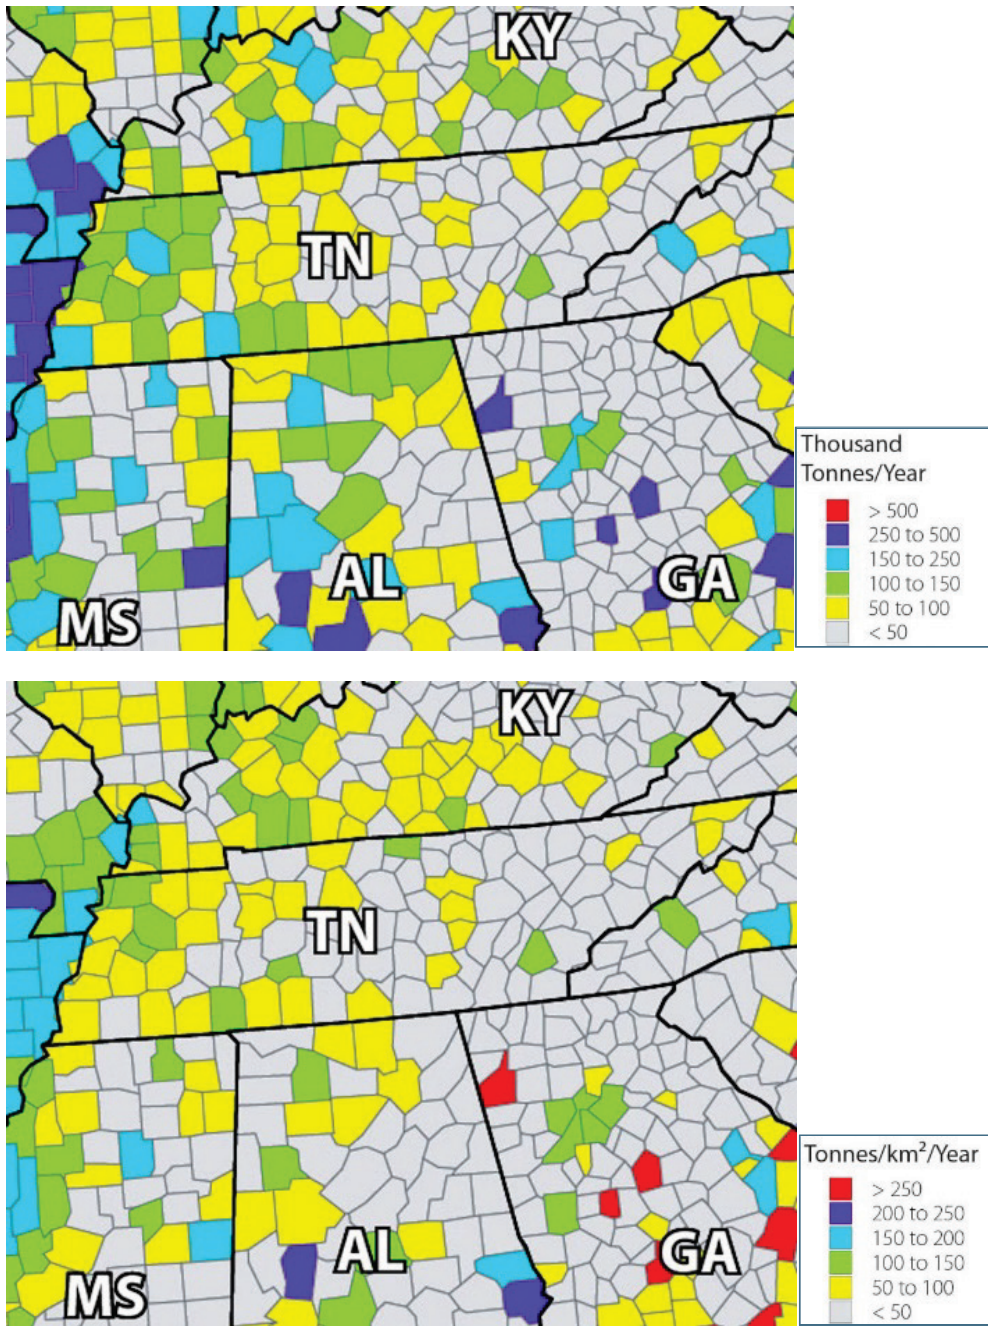 KY
TN
AL
GA
MS
Thousand
Tonnes/Year
> 500
250 to 500
150 to 250
100 to 150
50 to 100
< 50
KY
TN
AL
GA
MS
Tonnes/km²/Year
> 250
200 to 250
150 to 200
100 to 150
50 to 100
< 50